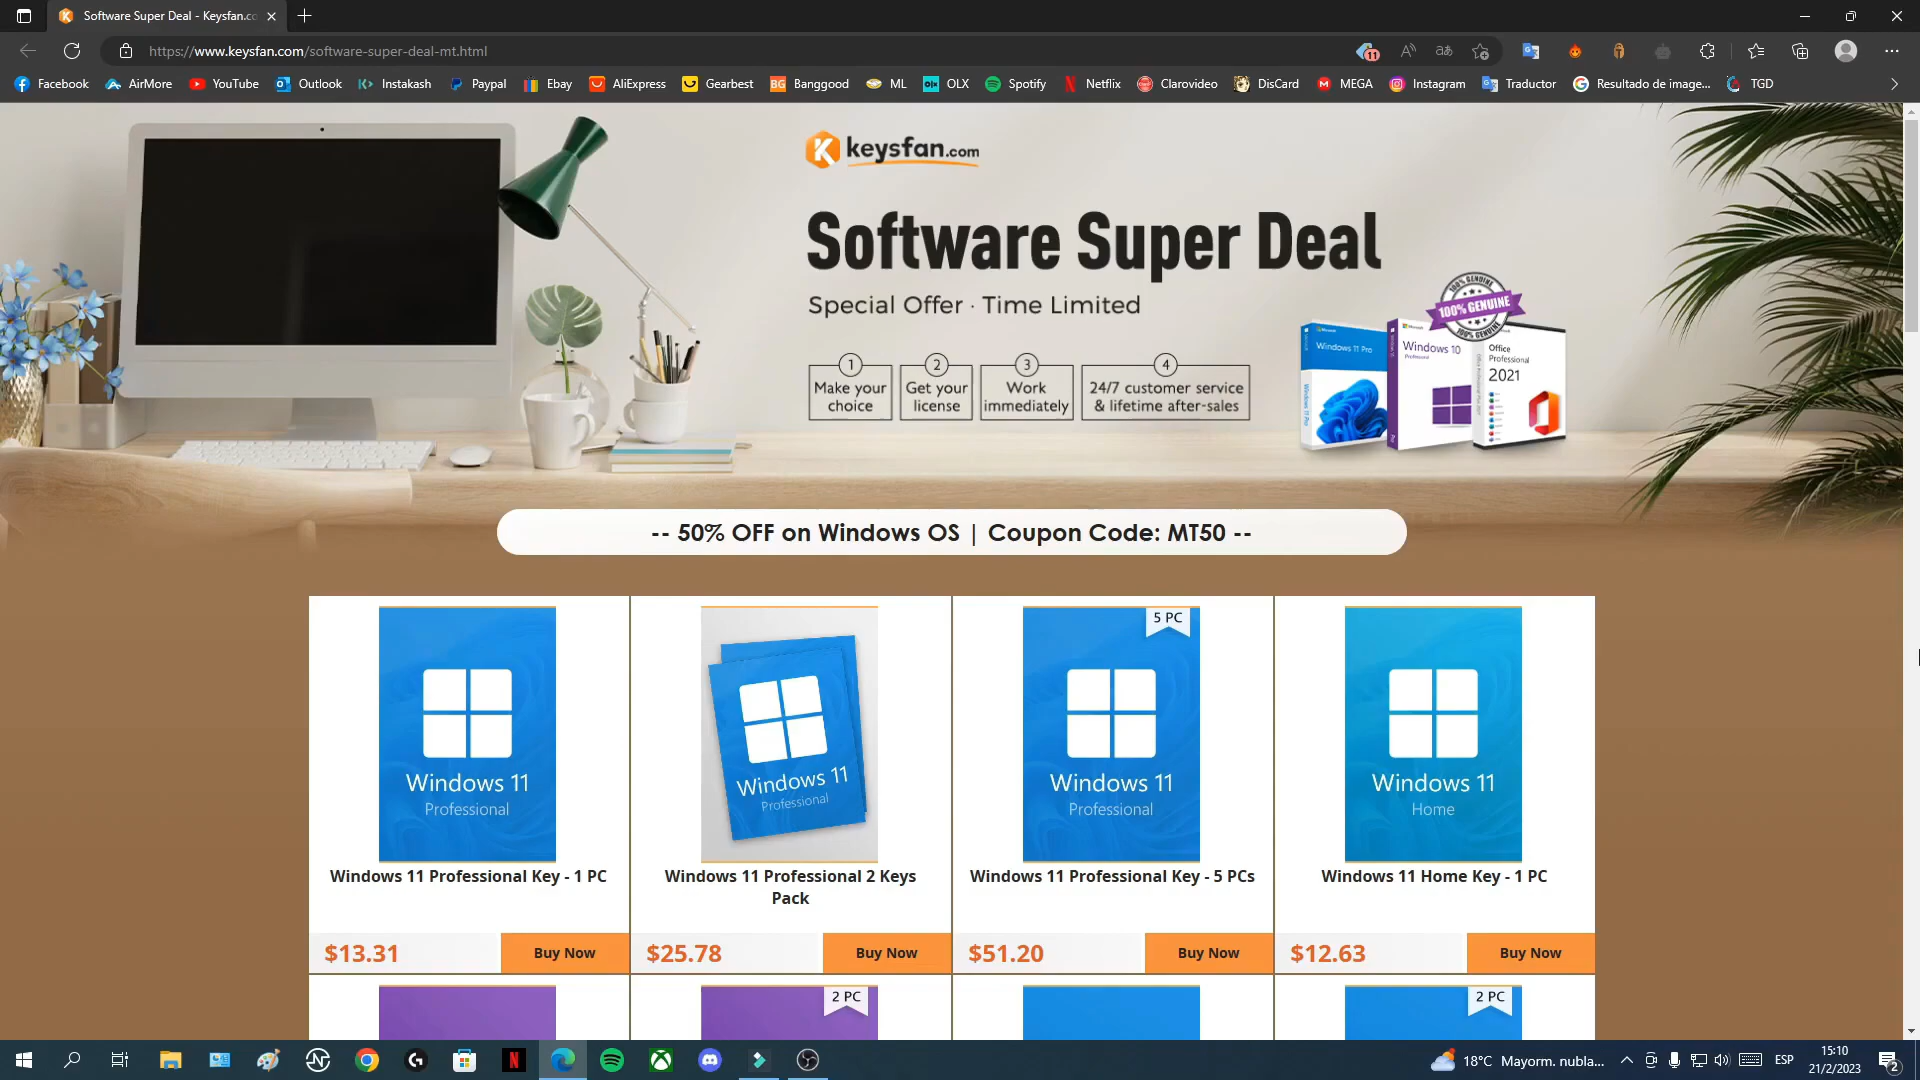 Software Super Deal - Keysfan.co
https://www.keysfan.com/software-super-deal-mt.html
11
Facebook AirMore YouTube Outlook Instakash Paypal Ebay AliExpress Gearbest Banggood ML OLX Spotify Netflix Clarovideo DisCard MEGA Instagram Traductor Resultado de image... TGD
keysfan.com
Software Super Deal
Special Offer · Time Limited
1 Make your choice
2 Get your license
3 Work immediately
4 24/7 customer service & lifetime after-sales
100% GENUINE
Windows 11 Pro
Windows 10
Office
Professional
2021
-- 50% OFF on Windows OS | Coupon Code: MT50 --
Windows 11
Professional
Windows 11 Professional Key - 1 PC
$13.31 Buy Now
Windows 11
Professional
Windows 11 Professional 2 Keys
Pack
$25.78 Buy Now
5 PC
Windows 11
Professional
Windows 11 Professional Key - 5 PCs
$51.20 Buy Now
Windows 11
Home
Windows 11 Home Key - 1 PC
$12.63 Buy Now
2 PC
2 PC
18°C Mayorm. nubla...
ESP
15:10
21/2/2023
2